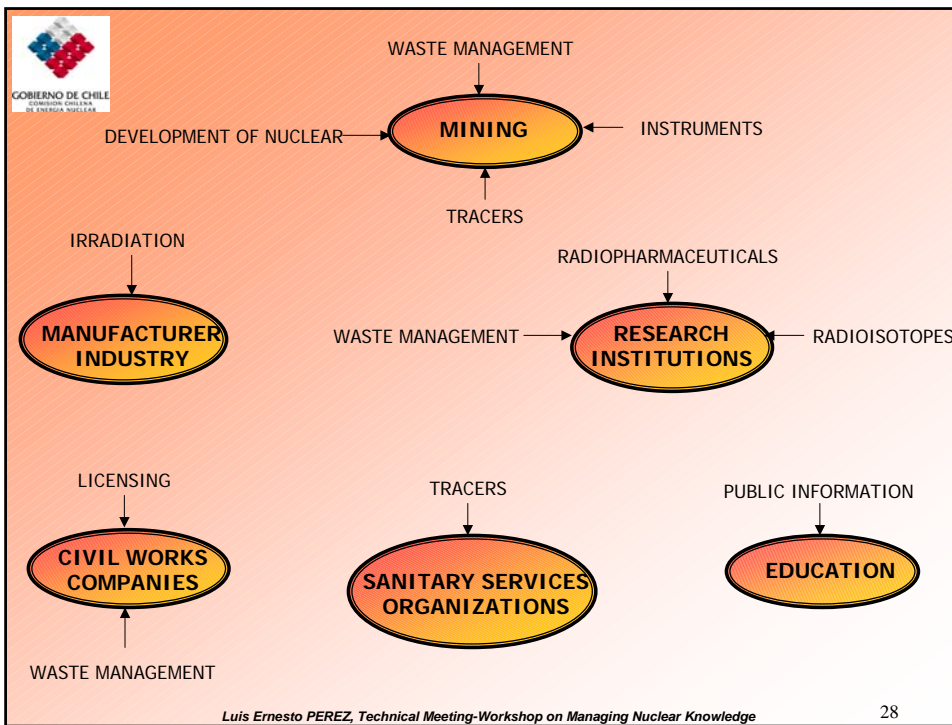 GOBIERNO DE CHILE
COMISION CHILENA
DE ENERGIA NUCLEAR
WASTE MANAGEMENT
DEVELOPMENT OF NUCLEAR
MINING
INSTRUMENTS
TRACERS
IRRADIATION
MANUFACTURER
INDUSTRY
RADIOPHARMACEUTICALS
WASTE MANAGEMENT
RESEARCH
INSTITUTIONS
RADIOISOTOPES
LICENSING
CIVIL WORKS
COMPANIES
WASTE MANAGEMENT
TRACERS
SANITARY SERVICES
ORGANIZATIONS
PUBLIC INFORMATION
EDUCATION
Luis Ernesto PEREZ, Technical Meeting-Workshop on Managing Nuclear Knowledge
28